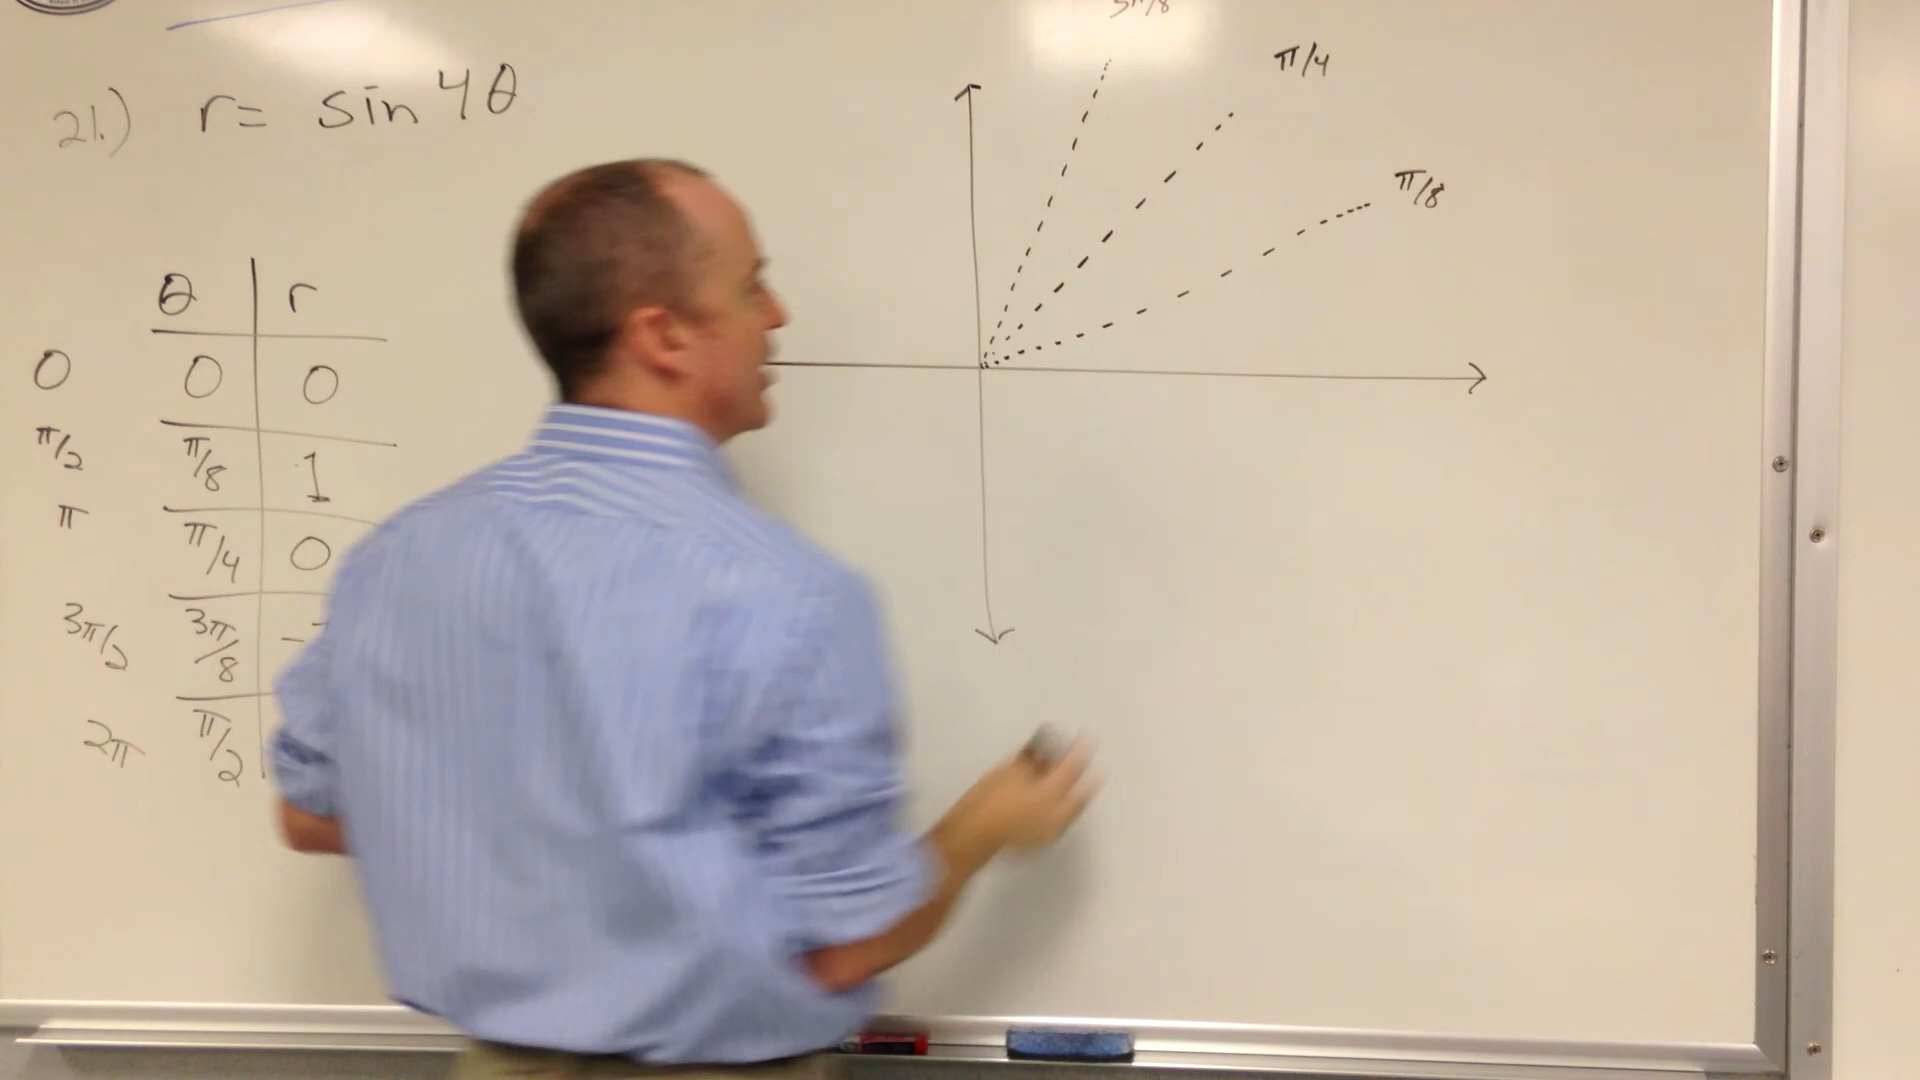 21.) r = sin 4θ
θ r
0 0 0
π/2 π/8 1
π π/4 0
3π/2 3π/8 -
2π π/2
3π/8
π/4
π/8